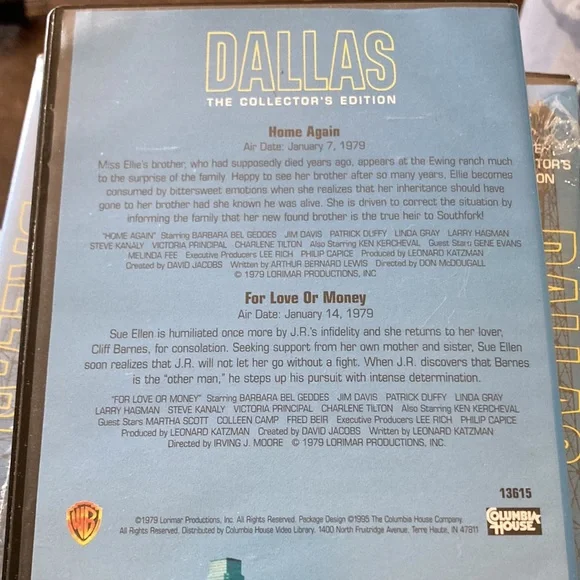 DALLAS
THE COLLECTOR'S EDITION
Home Again
Air Date: January 7, 1979
Miss Ellie's brother, who had supposedly died years ago, appears at the Ewing ranch much
to the surprise of the family. Happy to see her brother after so many years, Ellie becomes
consumed by bittersweet emotions when she realizes that her inheritance should have
gone to her brother had she known he was alive. She is driven to correct the situation by
informing the family that her new found brother is the true heir to Southfork!
"HOME AGAIN" Starring BARBARA BEL GEDDES JIM DAVIS PATRICK DUFFY LINDA GRAY LARRY HAGMAN
STEVE KANALY VICTORIA PRINCIPAL CHARLENE TILTON Also Starring KEN KERCHEVAL Guest Stars GENE EVANS
MELINDA FEE Executive Producers LEE RICH PHILIP CAPICE Produced by LEONARD KATZMAN
Created by DAVID JACOBS Written by ARTHUR BERNARD LEWIS Directed by DON McDOUGALL
© 1979 LORIMAR PRODUCTIONS, INC
For Love Or Money
Air Date: January 14, 1979
Sue Ellen is humiliated once more by J.R.'s infidelity and she returns to her lover,
Cliff Barnes, for consolation. Seeking support from her own mother and sister, Sue Ellen
soon realizes that J.R. will not let her go without a fight. When J.R. discovers that Barnes
is the "other man," he steps up his pursuit with intense determination.
"FOR LOVE OR MONEY" Starring BARBARA BEL GEDDES JIM DAVIS PATRICK DUFFY LINDA GRAY
LARRY HAGMAN STEVE KANALY VICTORIA PRINCIPAL CHARLENE TILTON Also Starring KEN KERCHEVAL
Guest Stars MARTHA SCOTT COLLEEN CAMP FRED BEIR Executive Producers LEE RICH PHILIP CAPICE
Produced by LEONARD KATZMAN Created by DAVID JACOBS Written by LEONARD KATZMAN
Directed by IRVING J. MOORE © 1979 LORIMAR PRODUCTIONS, INC.
13615
WB
COLUMBIA
HOUSE
©1979 Lorimar Productions, Inc. All Rights Reserved. Package Design ©1995 The Columbia House Company.
All Rights Reserved. Distributed by Columbia House Video Library, 1400 North Fruitridge Avenue, Terre Haute, IN 47811
DALLAS